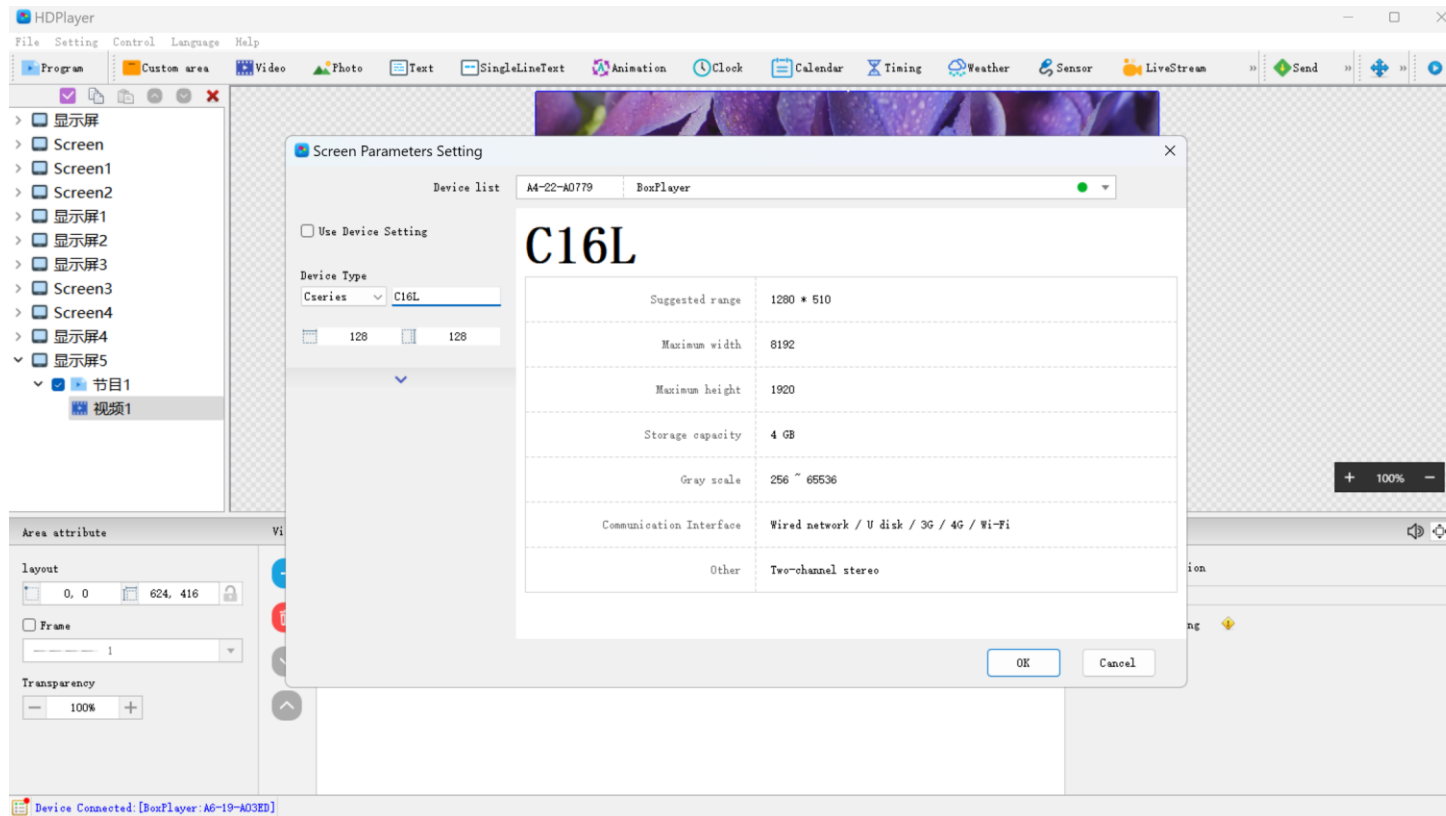 HDPlayer
File Setting Control Language Help
Program Custom area Video Photo Text SingleLineText Animation Clock Calendar Timing Weather Sensor LiveStream » Send » »
显示屏
Screen
Screen1
Screen2
显示屏1
显示屏2
显示屏3
Screen3
Screen4
显示屏4
显示屏5
节目1
视频1
Screen Parameters Setting
Device list A4-22-A0779 BoxPlayer
Use Device Setting
Device Type
Cseries C16L
128 128
C16L
Suggested range 1280 * 510
Maximum width 8192
Maximum height 1920
Storage capacity 4 GB
Gray scale 256 ~ 65536
Communication Interface Wired network / U disk / 3G / 4G / Wi-Fi
Other Two-channel stereo
OK Cancel
+ 100% −
Area attribute
layout
0, 0 624, 416
Frame
1
Transparency
100%
Vi
ion
ng
Device Connected:[BoxPlayer:A6-19-A03ED]